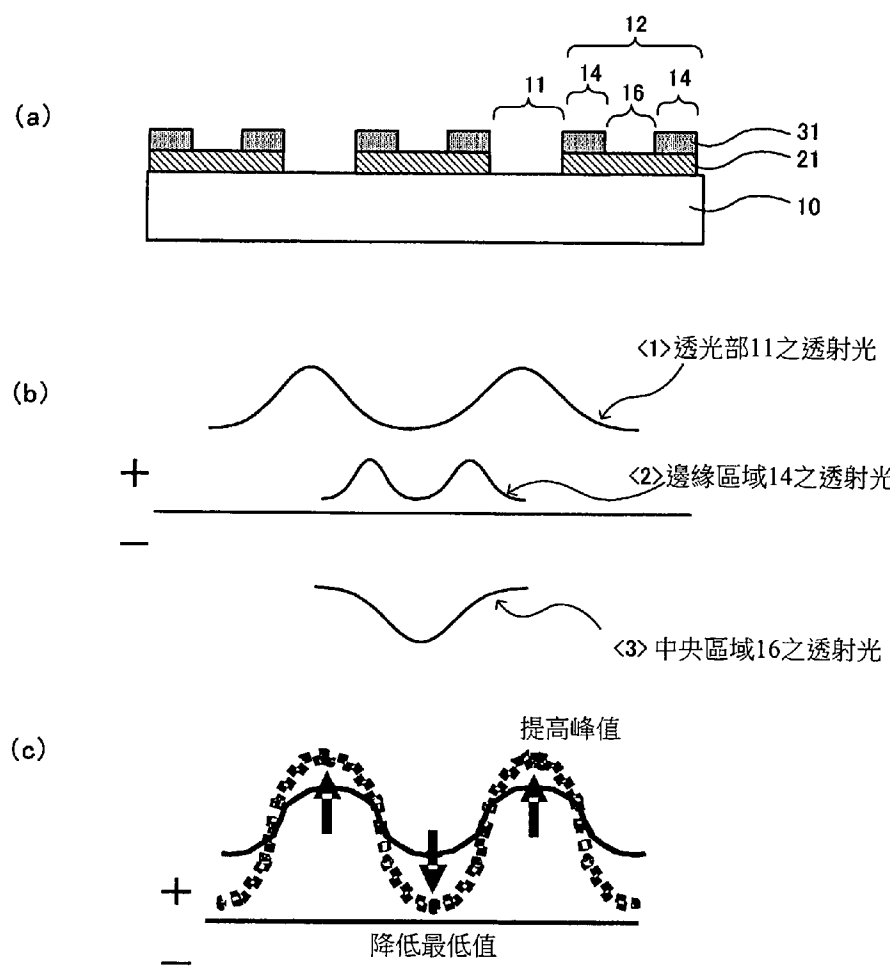 (a)
12
11
14
16
14
31
21
10
(b)
<1>透光部11之透射光
+
<2>邊緣區域14之透射光
—
<3>中央區域16之透射光
(c)
提高峰值
+
降低最低值
—